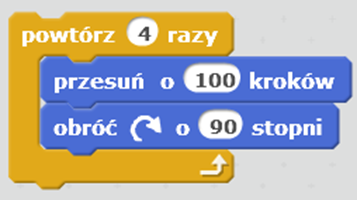 powtórz 4 razy
przesuń o 100 kroków
obróć o 90 stopni